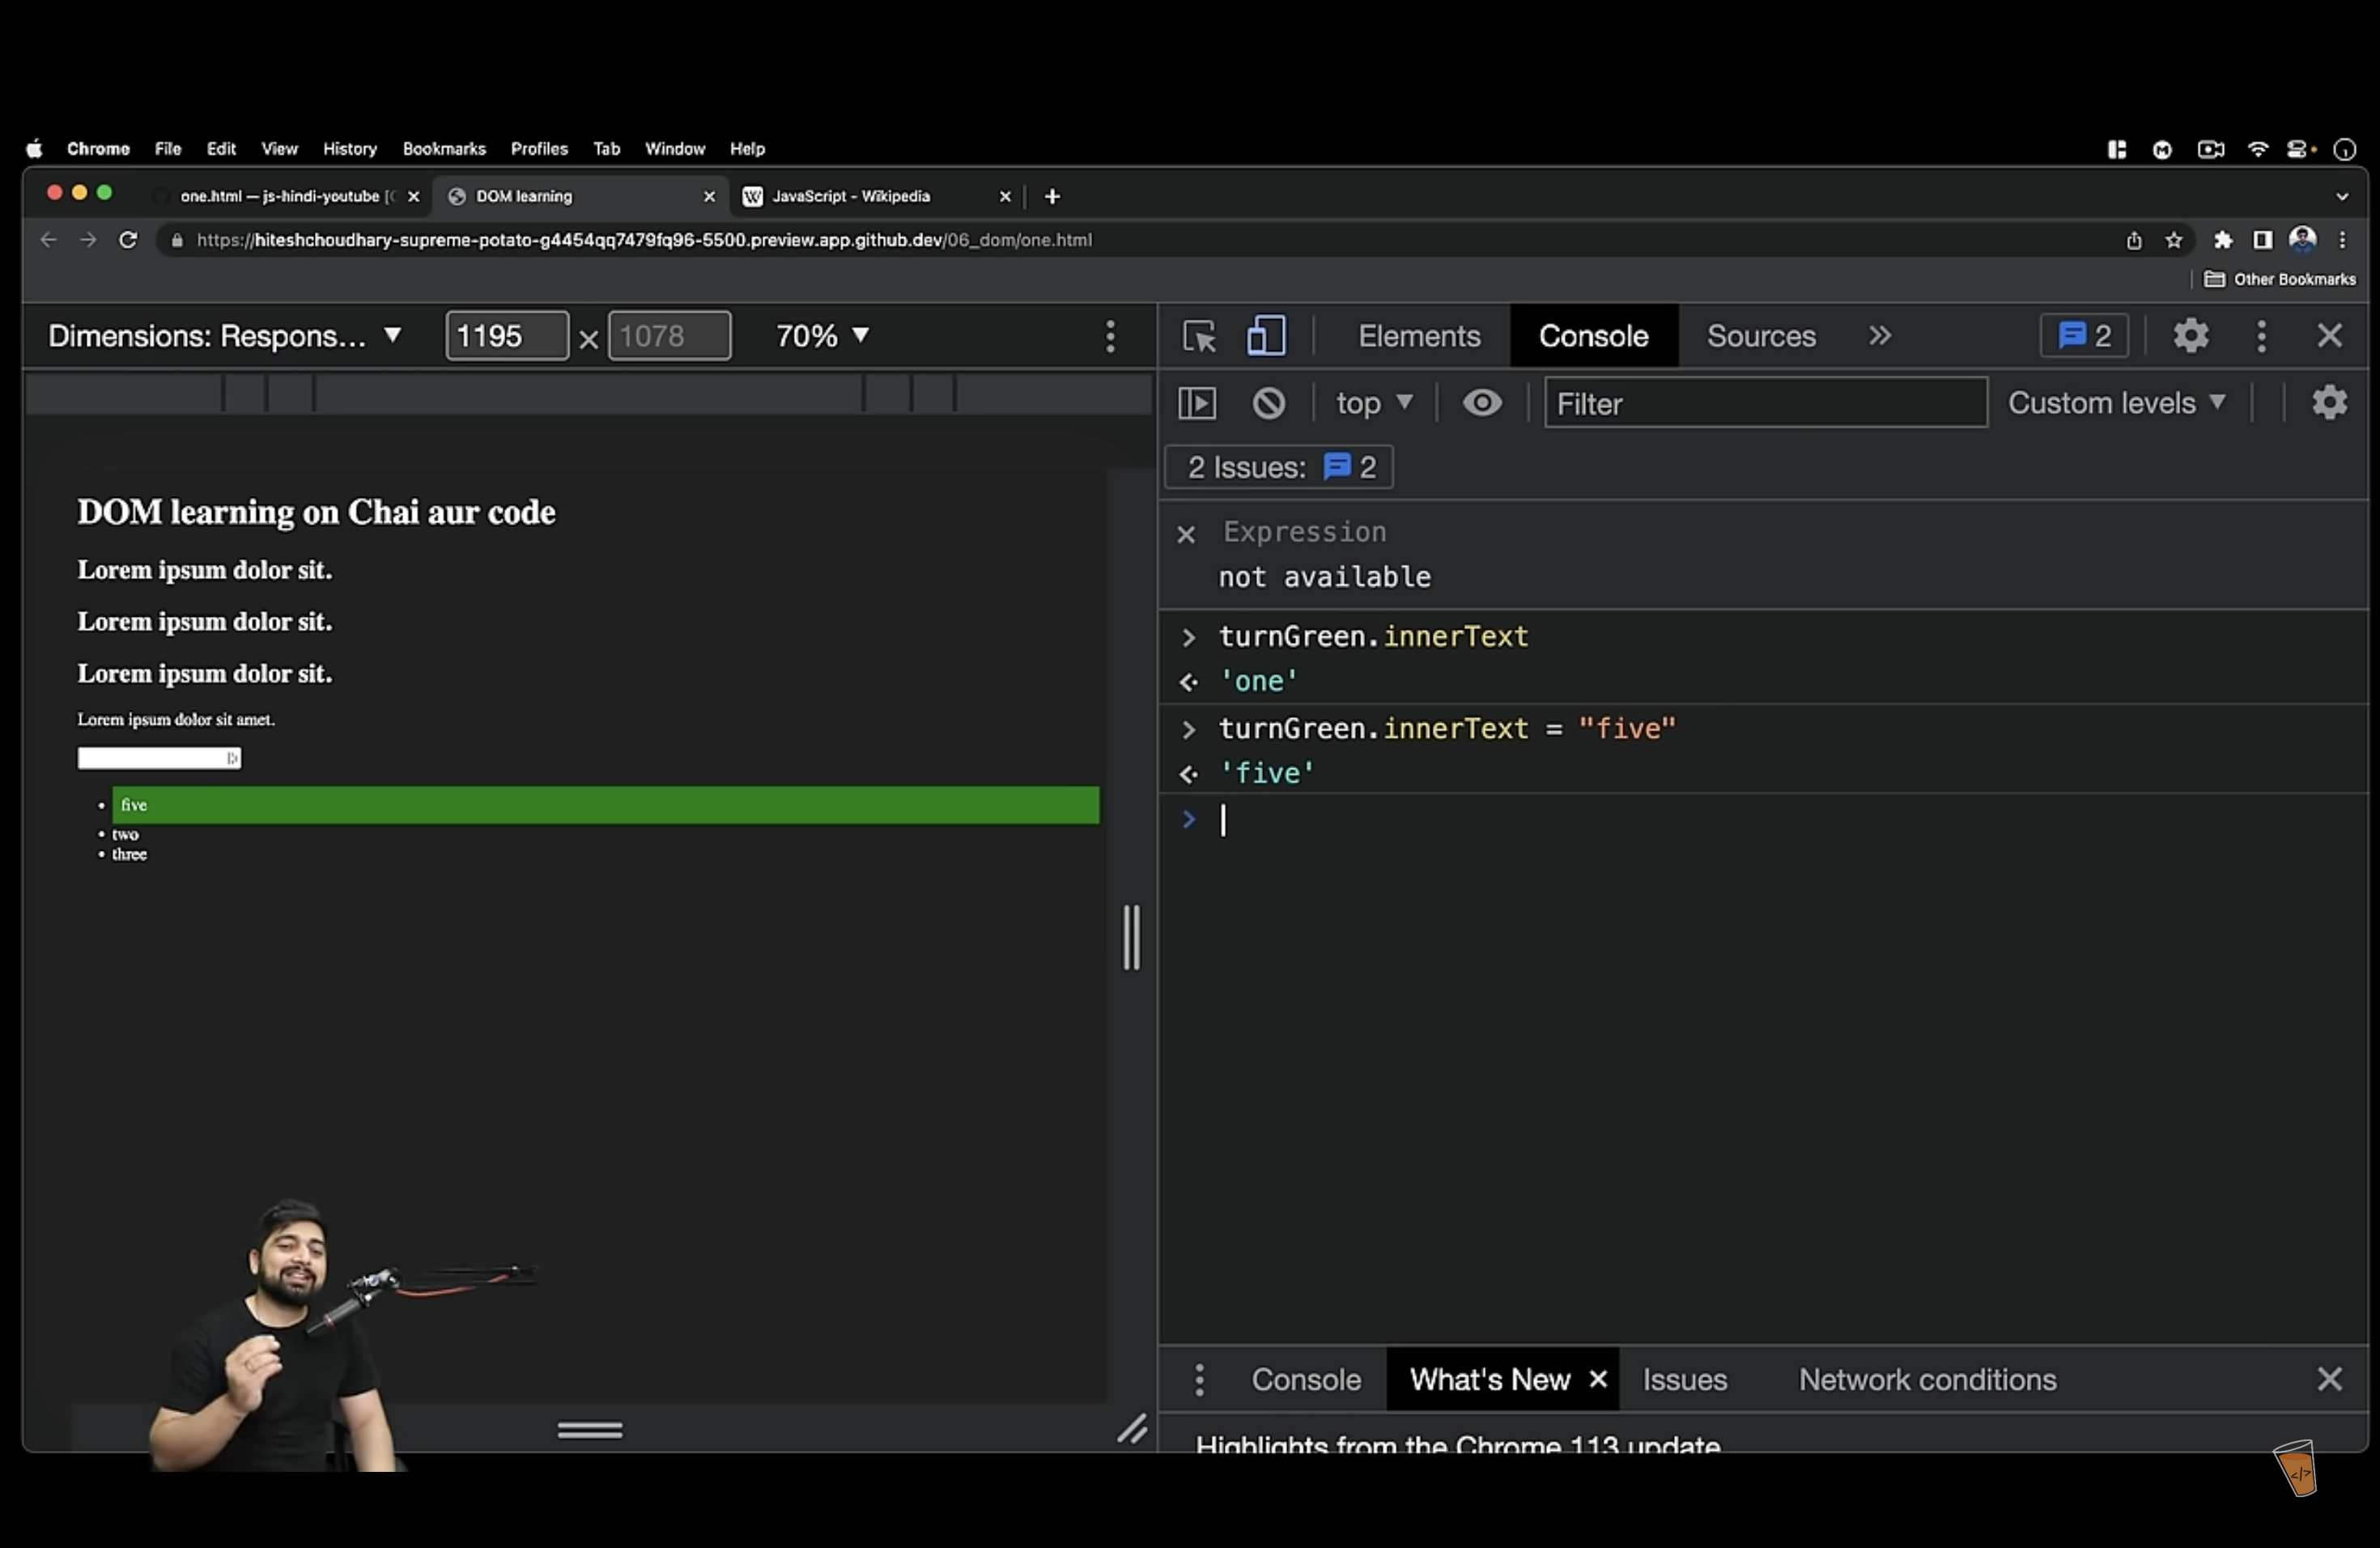 Chrome File Edit View History Bookmarks Profiles Tab Window Help
one.html — js-hindi-youtube [
DOM learning
JavaScript - Wikipedia
https://hiteshchoudhary-supreme-potato-g4454qq7479fq96-5500.preview.app.github.dev/06_dom/one.html
Other Bookmarks
Dimensions: Respons... 1195 × 1078 70%
Elements Console Sources 2
top Filter Custom levels
2 Issues: 2
Expression
not available
turnGreen.innerText
'one'
turnGreen.innerText = "five"
'five'
DOM learning on Chai aur code
Lorem ipsum dolor sit.
Lorem ipsum dolor sit.
Lorem ipsum dolor sit.
Lorem ipsum dolor sit amet.
• five
• two
• three
Console What's New Issues Network conditions
Highlights from the Chrome 113 update